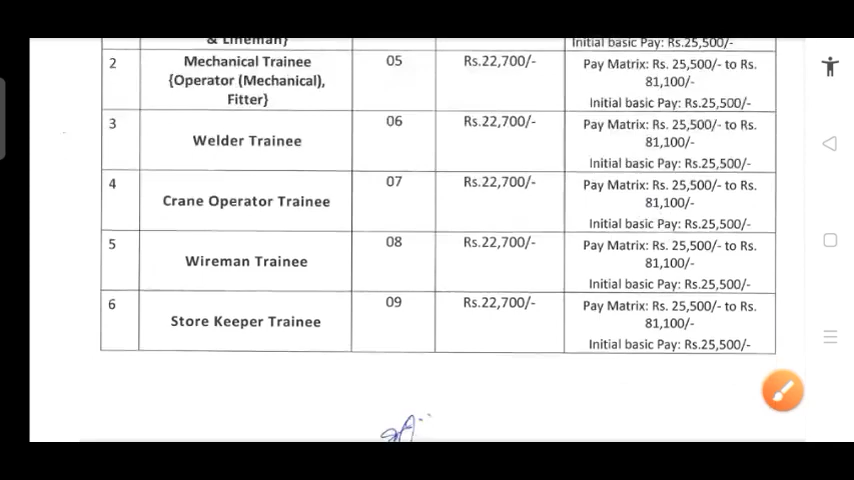 & Lineman}
Initial basic Pay: Rs.25,500/-
2
Mechanical Trainee
{Operator (Mechanical),
Fitter}
05
Rs.22,700/-
Pay Matrix: Rs. 25,500/- to Rs.
81,100/-
Initial basic Pay: Rs.25,500/-
3
Welder Trainee
06
Rs.22,700/-
Pay Matrix: Rs. 25,500/- to Rs.
81,100/-
Initial basic Pay: Rs.25,500/-
4
Crane Operator Trainee
07
Rs.22,700/-
Pay Matrix: Rs. 25,500/- to Rs.
81,100/-
Initial basic Pay: Rs.25,500/-
5
Wireman Trainee
08
Rs.22,700/-
Pay Matrix: Rs. 25,500/- to Rs.
81,100/-
Initial basic Pay: Rs.25,500/-
6
Store Keeper Trainee
09
Rs.22,700/-
Pay Matrix: Rs. 25,500/- to Rs.
81,100/-
Initial basic Pay: Rs.25,500/-